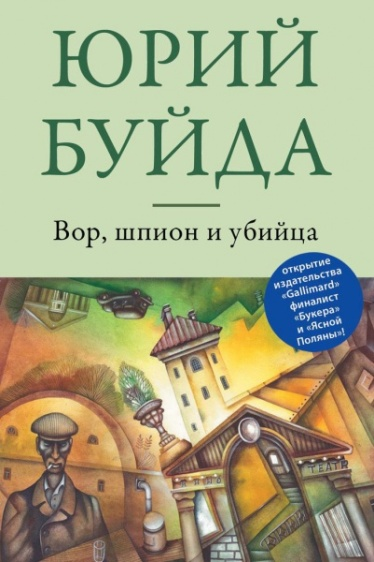 ЮРИЙ
БУЙДА
Вор, шпион и убийца
открытие
издательства
«Gallimard»
финалист
«Букера»
и «Ясной
Поляны»!
ТЕАТР